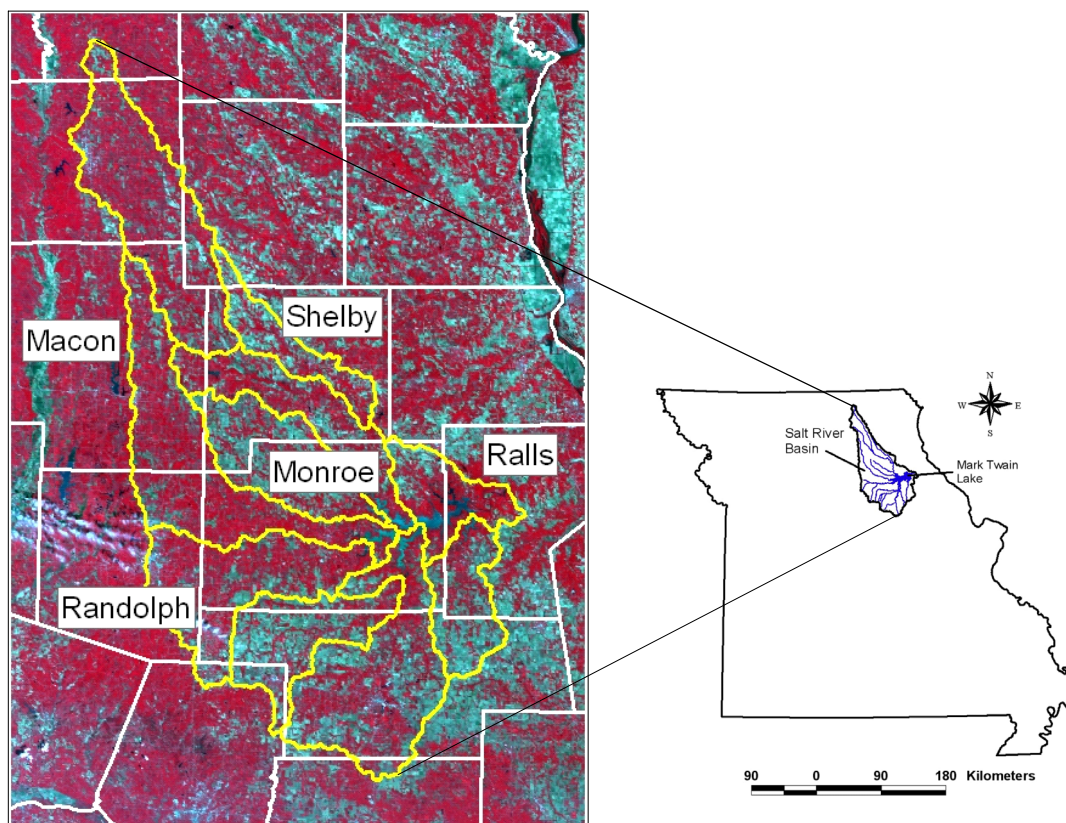 Shelby
Macon
Monroe
Ralls
Randolph
N
W E
S
Salt River
Basin
Mark Twain
Lake
90 0 90 180 Kilometers